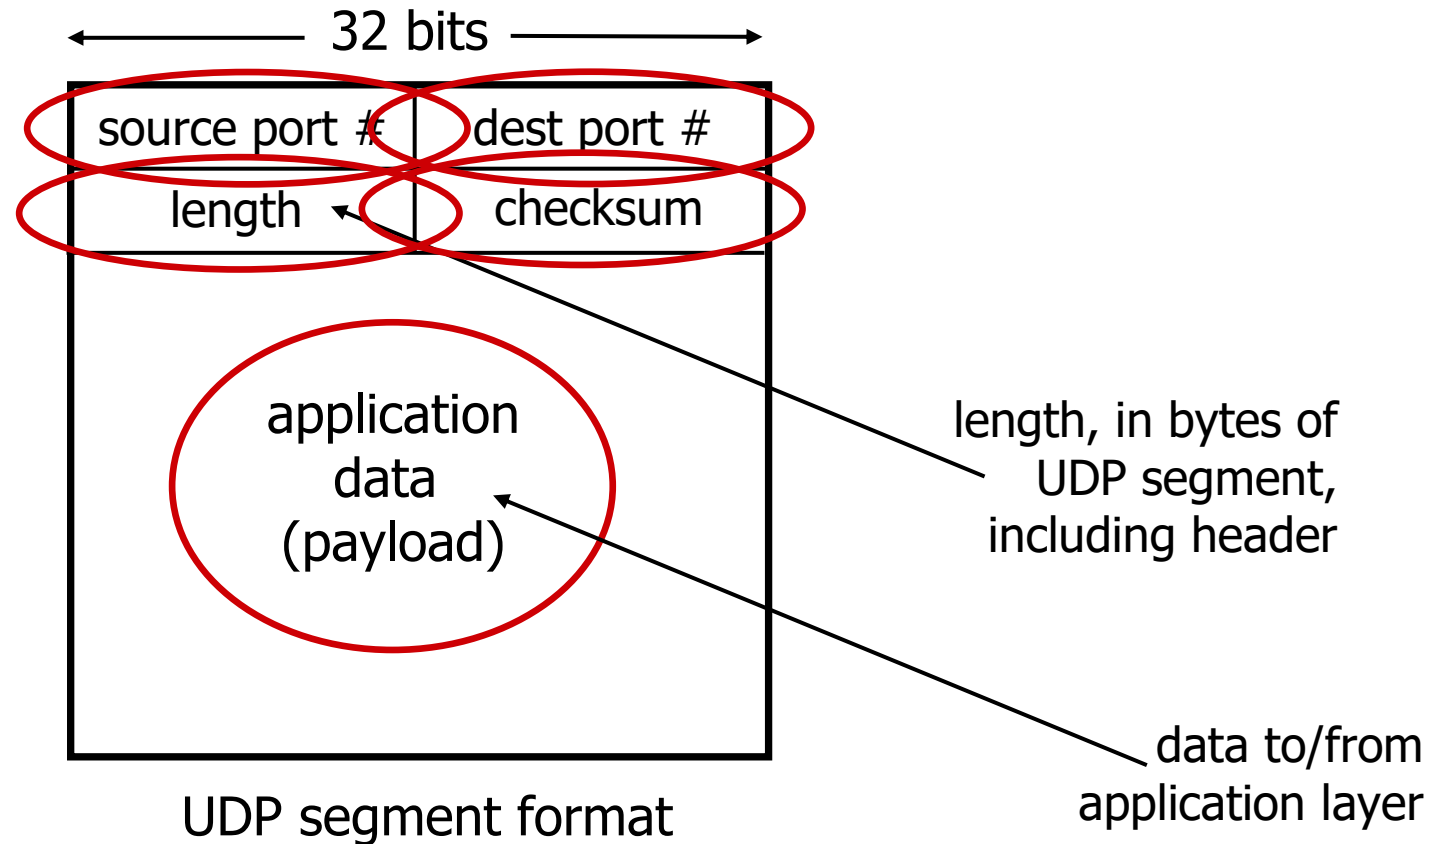 32 bits
source port #
dest port #
length
checksum
application
data
(payload)
length, in bytes of
UDP segment,
including header
data to/from
application layer
UDP segment format